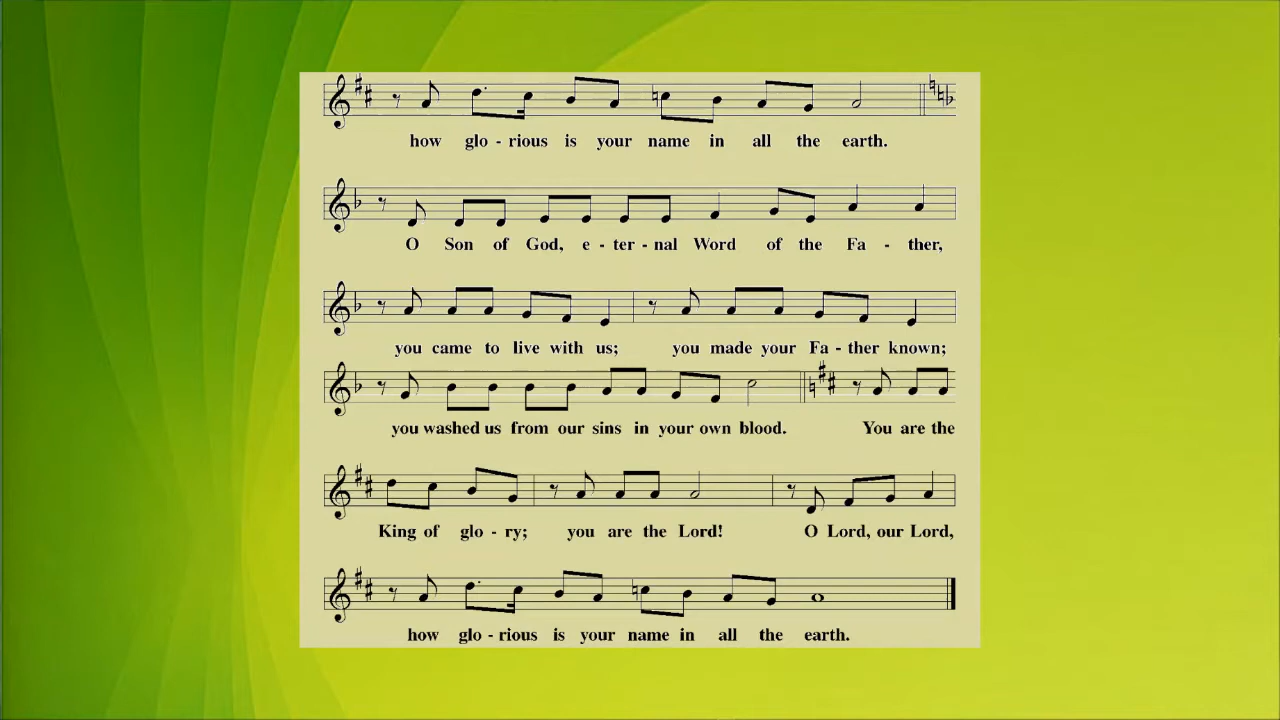 how glo - rious is your name in all the earth.
O Son of God, e - ter - nal Word of the Fa - ther,
you came to live with us; you made your Fa - ther known;
you washed us from our sins in your own blood. You are the
King of glo - ry; you are the Lord! O Lord, our Lord,
how glo - rious is your name in all the earth.